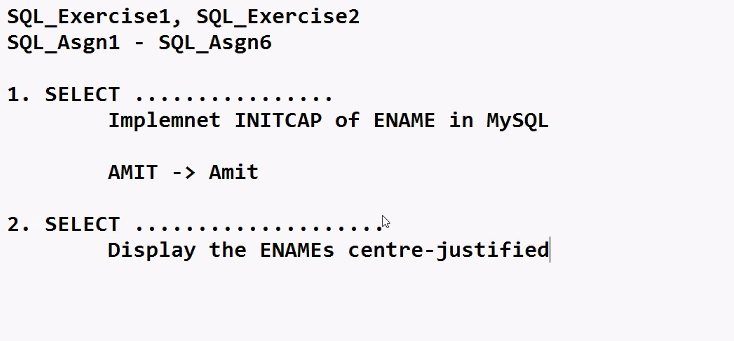 SQL_Exercise1, SQL_Exercise2
SQL_Asgn1 - SQL_Asgn6
1. SELECT ................
Implemnet INITCAP of ENAME in MySQL
AMIT -> Amit
2. SELECT ....................
Display the ENAMEs centre-justified